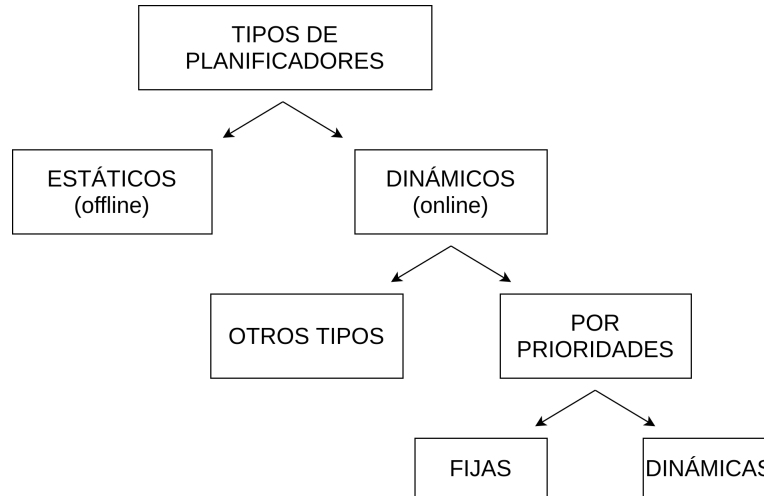 TIPOS DE
PLANIFICADORES
ESTÁTICOS
(offline)
DINÁMICOS
(online)
OTROS TIPOS
POR
PRIORIDADES
FIJAS
DINÁMICAS